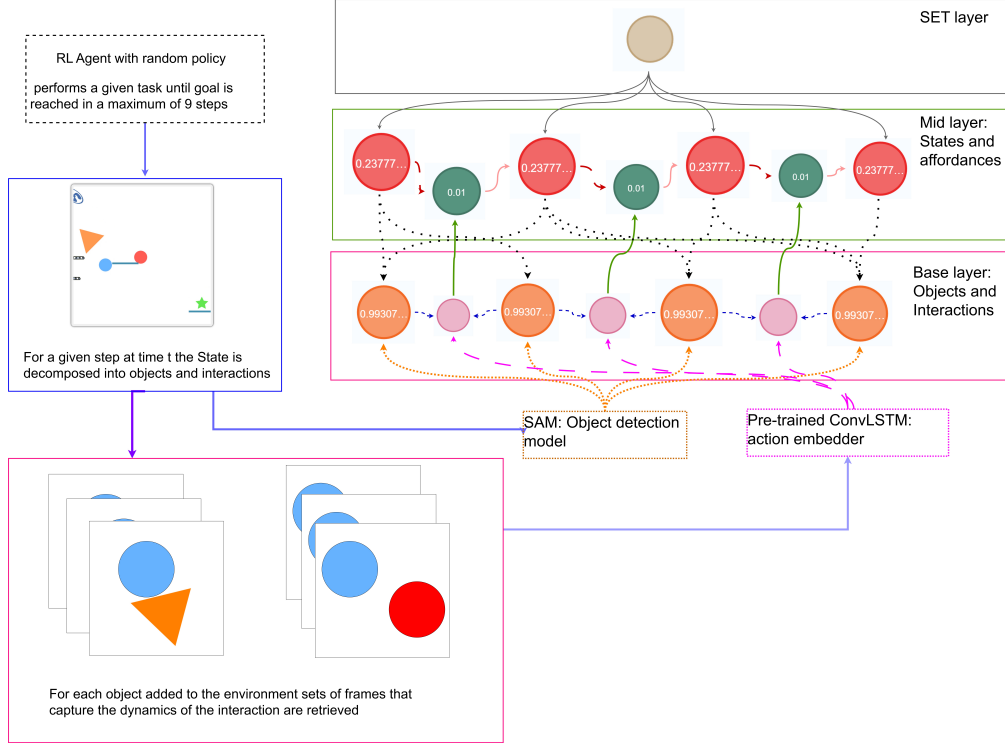 RL Agent with random policy
performs a given task until goal is
reached in a maximum of 9 steps
For a given step at time t the State is
decomposed into objects and interactions
SET layer
Mid layer:
States and
affordances
0.23777...
0.23777...
0.23777...
0.23777...
0.01
0.01
0.01
Base layer:
Objects and
Interactions
0.99307...
0.99307...
0.99307...
0.99307...
SAM: Object detection
model
Pre-trained ConvLSTM:
action embedder
For each object added to the environment sets of frames that
capture the dynamics of the interaction are retrieved